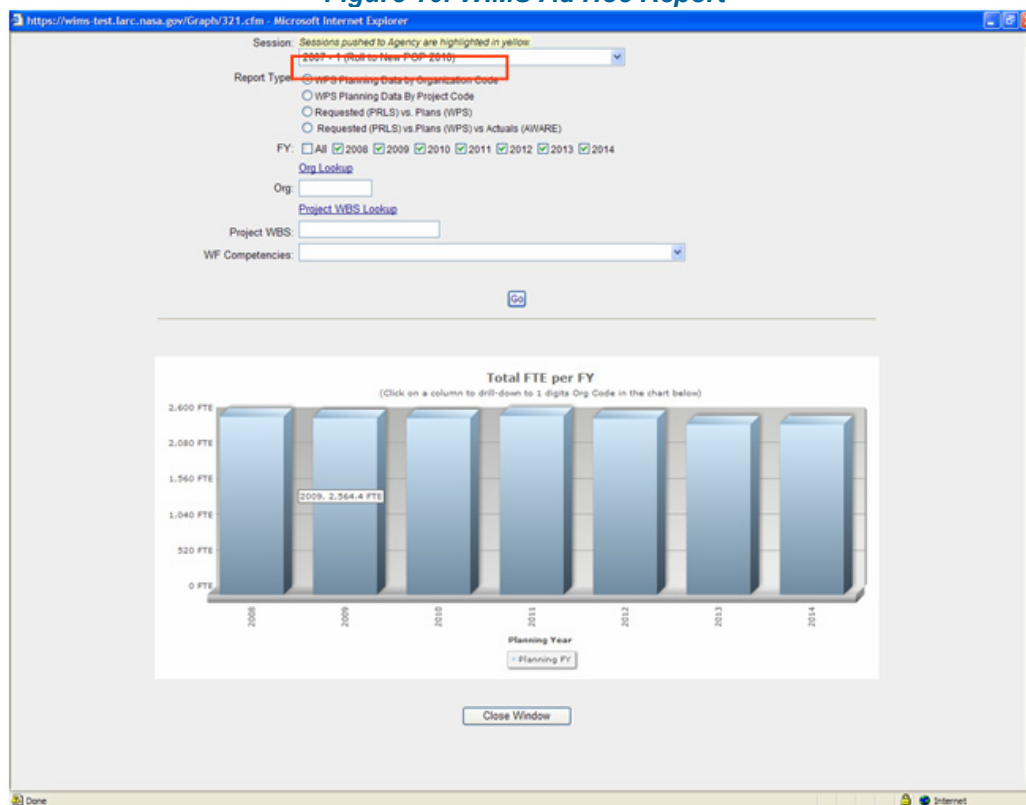 Figure 10: WIMS Ad Hoc Report
https://wims-test.larc.nasa.gov/Graph/321.cfm - Microsoft Internet Explorer
Session: Sessions pushed to Agency are highlighted in yellow
2007 - 1 (Roll to New POP 2010)
Report Type: WPS Planning Data by Organization Code
WPS Planning Data By Project Code
Requested (PRLS) vs. Plans (WPS)
Requested (PRLS) vs.Plans (WPS) vs Actuals (AWARE)
FY: All 2008 2009 2010 2011 2012 2013 2014
Org Lookup
Org:
Project WBS Lookup
Project WBS:
WF Competencies:
Go
Total FTE per FY
(Click on a column to drill-down to 1 digits Org Code in the chart below)
2,600 FTE
2,080 FTE
1,560 FTE
2009, 2,564.4 FTE
1,040 FTE
520 FTE
0 FTE
2008 2009 2010 2011 2012 2013 2014
Planning Year
Planning FY
Close Window
Done Internet